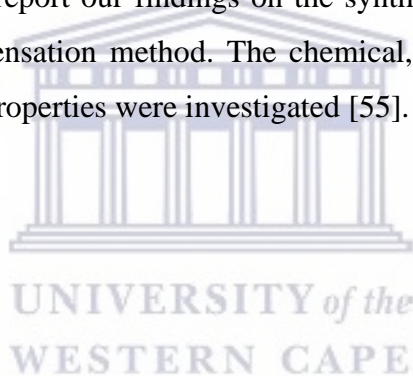 report our findings on the synth
ensation method. The chemical,
roperties were investigated [55].
UNIVERSITY of the
WESTERN CAPE